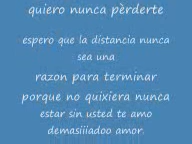 quiero nunca pèrderte
espero que la distancia nunca
sea una
razon para terminar
porque no quixiera nunca
estar sin usted te amo
demasiiiadoo amor.